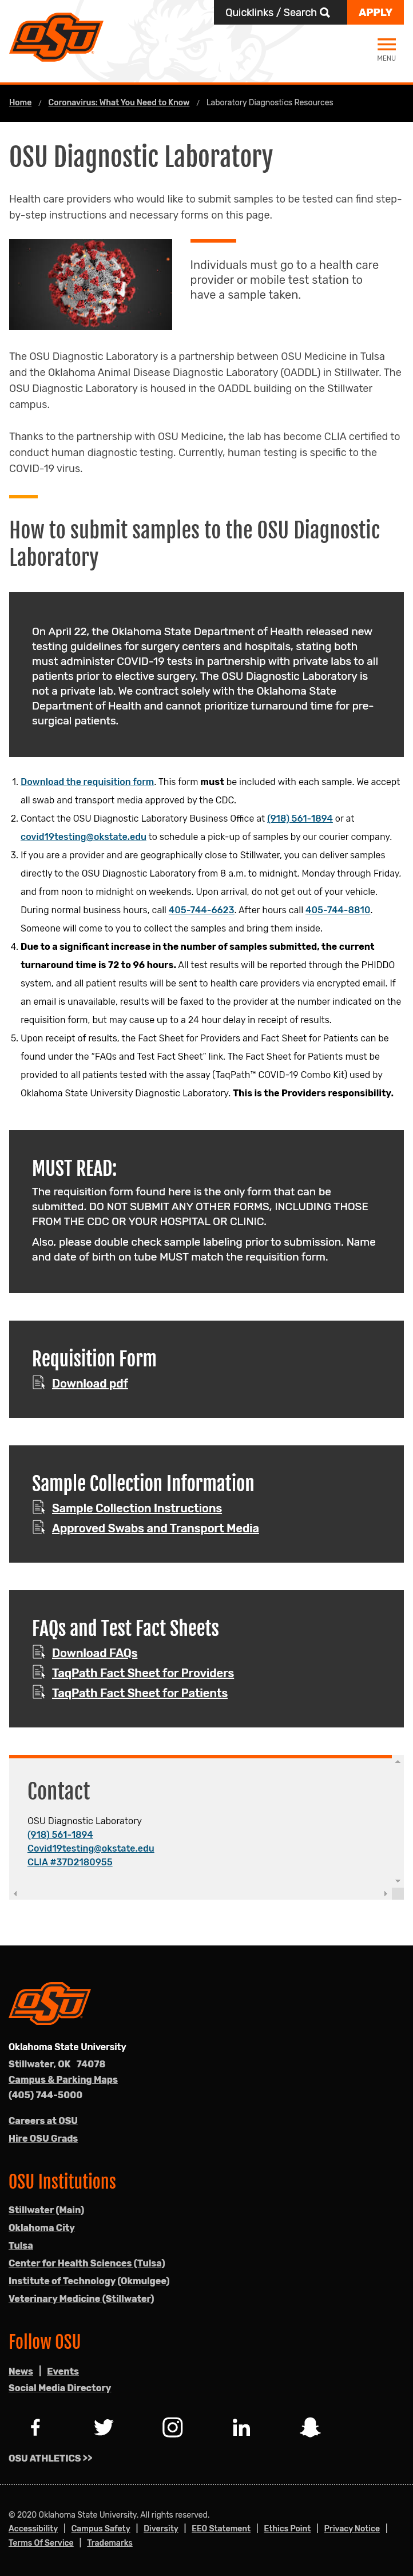 OSU
Quicklinks / Search
APPLY
MENU
Home / Coronavirus: What You Need to Know / Laboratory Diagnostics Resources
OSU Diagnostic Laboratory
Health care providers who would like to submit samples to be tested can find step-
by-step instructions and necessary forms on this page.
Individuals must go to a health care
provider or mobile test station to
have a sample taken.
The OSU Diagnostic Laboratory is a partnership between OSU Medicine in Tulsa
and the Oklahoma Animal Disease Diagnostic Laboratory (OADDL) in Stillwater. The
OSU Diagnostic Laboratory is housed in the OADDL building on the Stillwater
campus.
Thanks to the partnership with OSU Medicine, the lab has become CLIA certified to
conduct human diagnostic testing. Currently, human testing is specific to the
COVID-19 virus.
How to submit samples to the OSU Diagnostic
Laboratory
On April 22, the Oklahoma State Department of Health released new
testing guidelines for surgery centers and hospitals, stating both
must administer COVID-19 tests in partnership with private labs to all
patients prior to elective surgery. The OSU Diagnostic Laboratory is
not a private lab. We contract solely with the Oklahoma State
Department of Health and cannot prioritize turnaround time for pre-
surgical patients.
1. Download the requisition form. This form must be included with each sample. We accept
all swab and transport media approved by the CDC.
2. Contact the OSU Diagnostic Laboratory Business Office at (918) 561-1894 or at
covid19testing@okstate.edu to schedule a pick-up of samples by our courier company.
3. If you are a provider and are geographically close to Stillwater, you can deliver samples
directly to the OSU Diagnostic Laboratory from 8 a.m. to midnight, Monday through Friday,
and from noon to midnight on weekends. Upon arrival, do not get out of your vehicle.
During normal business hours, call 405-744-6623. After hours call 405-744-8810.
Someone will come to you to collect the samples and bring them inside.
4. Due to a significant increase in the number of samples submitted, the current
turnaround time is 72 to 96 hours. All test results will be reported through the PHIDDO
system, and all patient results will be sent to health care providers via encrypted email. If
an email is unavailable, results will be faxed to the provider at the number indicated on the
requisition form, but may cause up to a 24 hour delay in receipt of results.
5. Upon receipt of results, the Fact Sheet for Providers and Fact Sheet for Patients can be
found under the "FAQs and Test Fact Sheet" link. The Fact Sheet for Patients must be
provided to all patients tested with the assay (TaqPath™ COVID-19 Combo Kit) used by
Oklahoma State University Diagnostic Laboratory. This is the Providers responsibility.
MUST READ:
The requisition form found here is the only form that can be
submitted. DO NOT SUBMIT ANY OTHER FORMS, INCLUDING THOSE
FROM THE CDC OR YOUR HOSPITAL OR CLINIC.
Also, please double check sample labeling prior to submission. Name
and date of birth on tube MUST match the requisition form.
Requisition Form
Download pdf
Sample Collection Information
Sample Collection Instructions
Approved Swabs and Transport Media
FAQs and Test Fact Sheets
Download FAQs
TaqPath Fact Sheet for Providers
TaqPath Fact Sheet for Patients
Contact
OSU Diagnostic Laboratory
(918) 561-1894
Covid19testing@okstate.edu
CLIA #37D2180955
OSU
Oklahoma State University
Stillwater, OK 74078
Campus & Parking Maps
(405) 744-5000
Careers at OSU
Hire OSU Grads
OSU Institutions
Stillwater (Main)
Oklahoma City
Tulsa
Center for Health Sciences (Tulsa)
Institute of Technology (Okmulgee)
Veterinary Medicine (Stillwater)
Follow OSU
News | Events
Social Media Directory
OSU ATHLETICS >>
© 2020 Oklahoma State University. All rights reserved.
Accessibility | Campus Safety | Diversity | EEO Statement | Ethics Point | Privacy Notice |
Terms Of Service | Trademarks